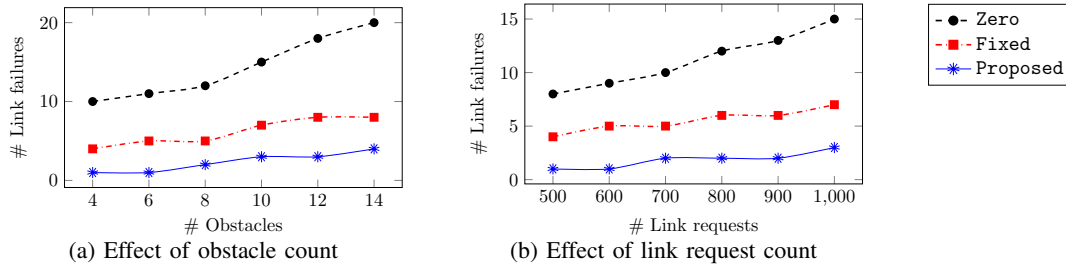 20
10
0
# Link failures
4 6 8 10 12 14
# Obstacles
(a) Effect of obstacle count
15
10
5
0
# Link failures
500 600 700 800 900 1,000
# Link requests
(b) Effect of link request count
Zero
Fixed
Proposed